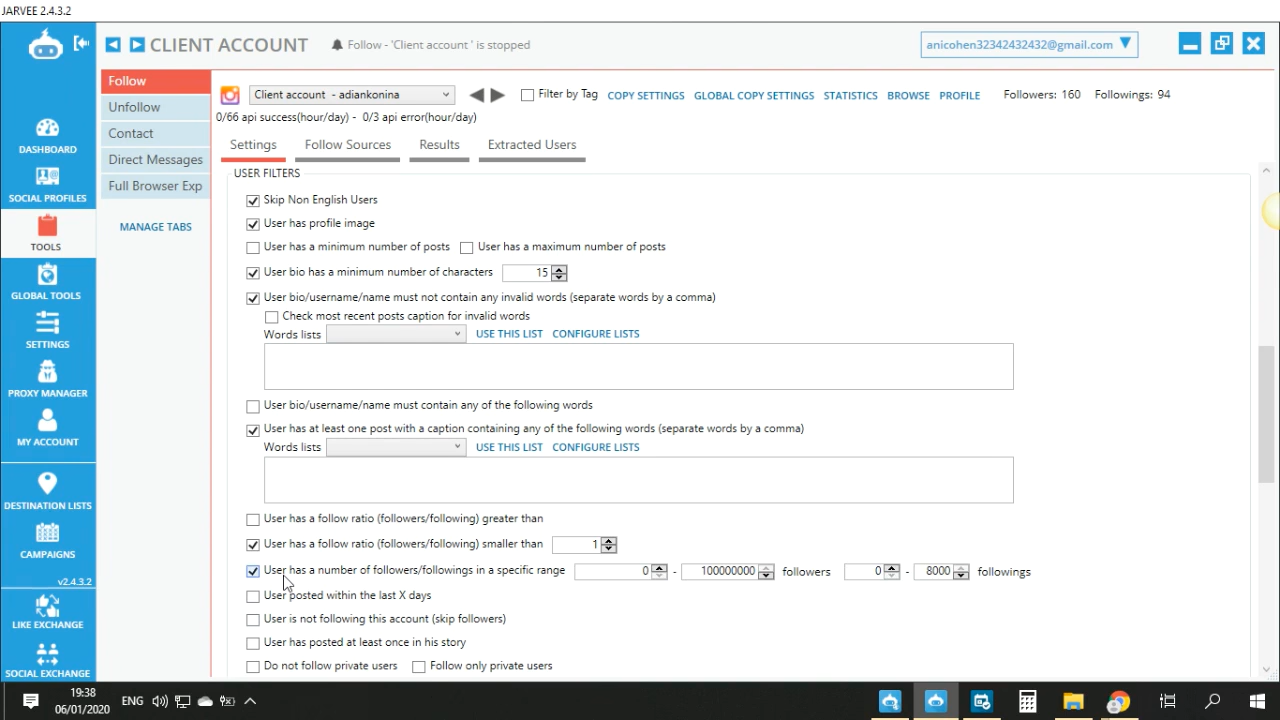 JARVEE 2.4.3.2
CLIENT ACCOUNT
Follow - 'Client account ' is stopped
anicohen32342432432@gmail.com
Follow
Unfollow
Contact
Direct Messages
Full Browser Exp
MANAGE TABS
DASHBOARD
SOCIAL PROFILES
TOOLS
GLOBAL TOOLS
SETTINGS
PROXY MANAGER
MY ACCOUNT
DESTINATION LISTS
CAMPAIGNS
v2.4.3.2
LIKE EXCHANGE
SOCIAL EXCHANGE
Client account - adiankonina
Filter by Tag COPY SETTINGS GLOBAL COPY SETTINGS STATISTICS BROWSE PROFILE Followers: 160 Followings: 94
0/66 api success(hour/day) - 0/3 api error(hour/day)
Settings Follow Sources Results Extracted Users
USER FILTERS
Skip Non English Users
User has profile image
User has a minimum number of posts User has a maximum number of posts
User bio has a minimum number of characters 15
User bio/username/name must not contain any invalid words (separate words by a comma)
Check most recent posts caption for invalid words
Words lists USE THIS LIST CONFIGURE LISTS
User bio/username/name must contain any of the following words
User has at least one post with a caption containing any of the following words (separate words by a comma)
Words lists USE THIS LIST CONFIGURE LISTS
User has a follow ratio (followers/following) greater than
User has a follow ratio (followers/following) smaller than 1
User has a number of followers/followings in a specific range 0 - 100000000 followers 0 - 8000 followings
User posted within the last X days
User is not following this account (skip followers)
User has posted at least once in his story
Do not follow private users Follow only private users
19:38
06/01/2020
ENG